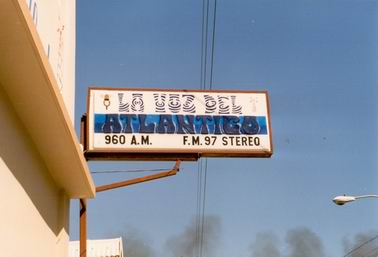 LA VOZ DEL
ATLANTICO
960 A.M. F.M. 97 STEREO